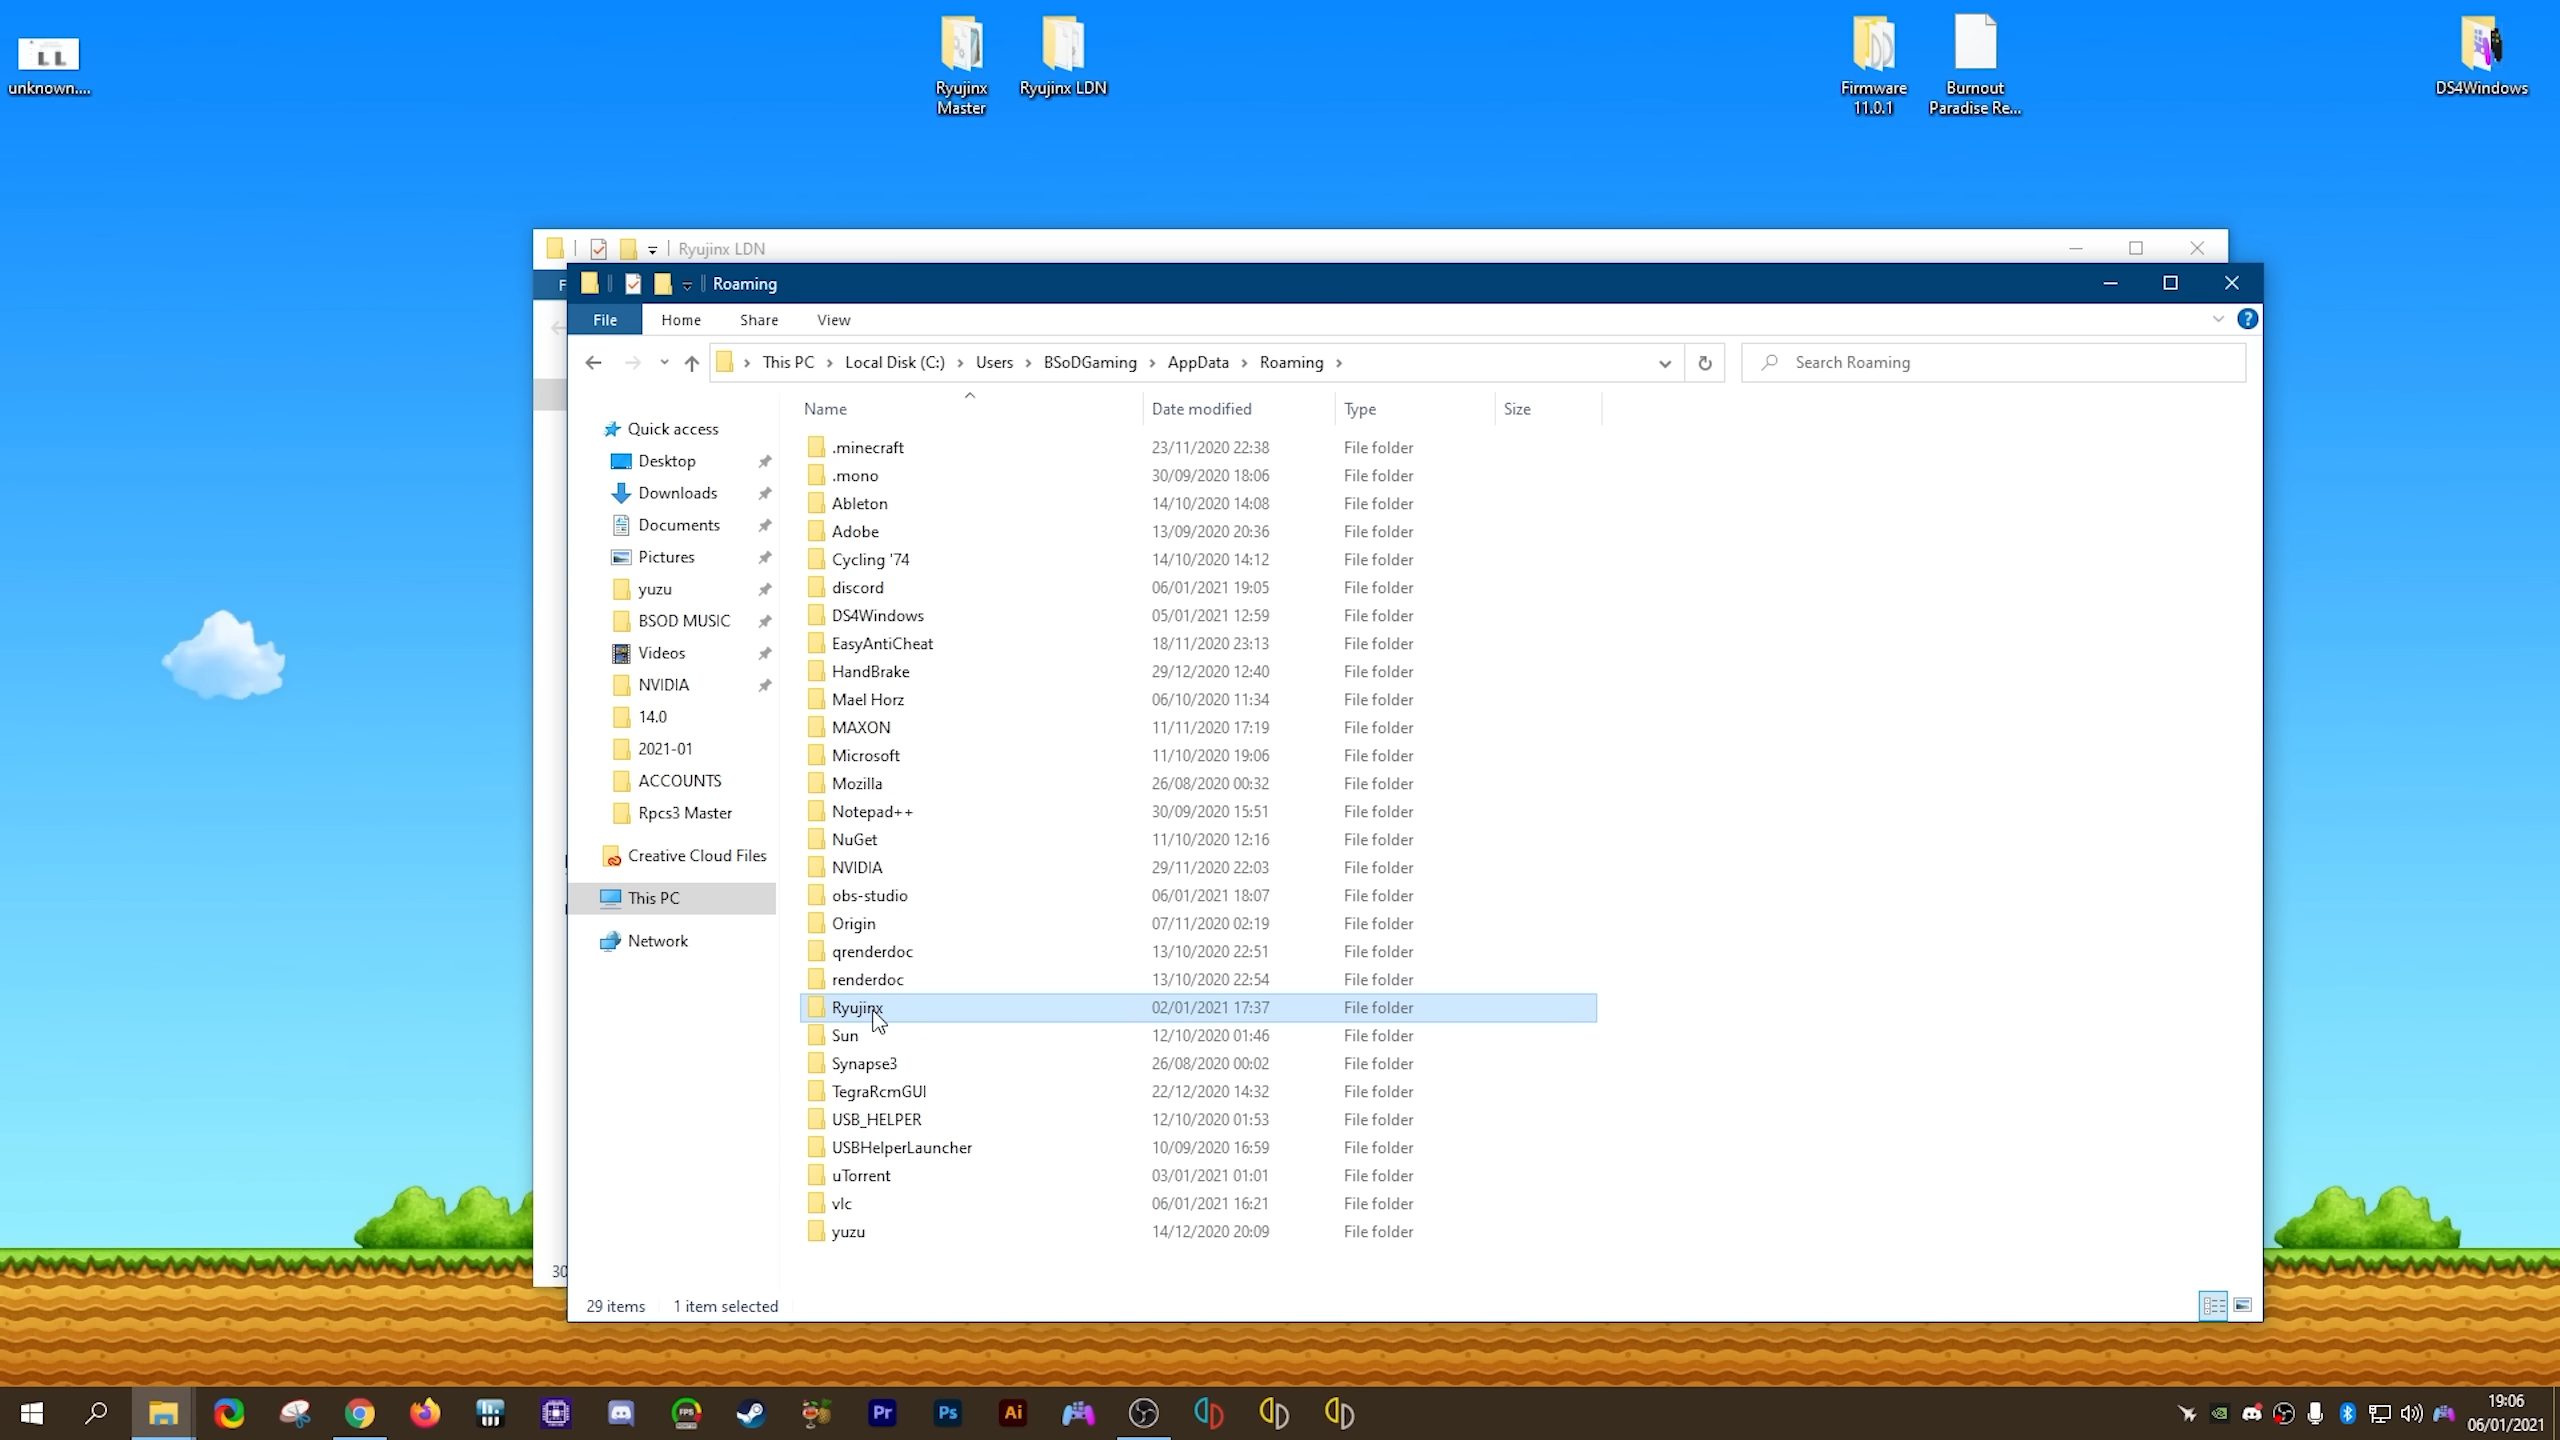 unknown....
Ryujinx
Master
Ryujinx LDN
Firmware
11.0.1
Burnout
Paradise Re...
DS4Windows
Ryujinx LDN
F
Roaming
File Home Share View
This PC Local Disk (C:) Users BSoDGaming AppData Roaming
Search Roaming
Name Date modified Type Size
Quick access
Desktop
Downloads
Documents
Pictures
yuzu
BSOD MUSIC
Videos
NVIDIA
14.0
2021-01
ACCOUNTS
Rpcs3 Master
Creative Cloud Files
This PC
Network
.minecraft 23/11/2020 22:38 File folder
.mono 30/09/2020 18:06 File folder
Ableton 14/10/2020 14:08 File folder
Adobe 13/09/2020 20:36 File folder
Cycling '74 14/10/2020 14:12 File folder
discord 06/01/2021 19:05 File folder
DS4Windows 05/01/2021 12:59 File folder
EasyAntiCheat 18/11/2020 23:13 File folder
HandBrake 29/12/2020 12:40 File folder
Mael Horz 06/10/2020 11:34 File folder
MAXON 11/11/2020 17:19 File folder
Microsoft 11/10/2020 19:06 File folder
Mozilla 26/08/2020 00:32 File folder
Notepad++ 30/09/2020 15:51 File folder
NuGet 11/10/2020 12:16 File folder
NVIDIA 29/11/2020 22:03 File folder
obs-studio 06/01/2021 18:07 File folder
Origin 07/11/2020 02:19 File folder
qrenderdoc 13/10/2020 22:51 File folder
renderdoc 13/10/2020 22:54 File folder
Ryujinx 02/01/2021 17:37 File folder
Sun 12/10/2020 01:46 File folder
Synapse3 26/08/2020 00:02 File folder
TegraRcmGUI 22/12/2020 14:32 File folder
USB_HELPER 12/10/2020 01:53 File folder
USBHelperLauncher 10/09/2020 16:59 File folder
uTorrent 03/01/2021 01:01 File folder
vlc 06/01/2021 16:21 File folder
yuzu 14/12/2020 20:09 File folder
30
29 items 1 item selected
FPS
Pr
Ps
Ai
19:06
06/01/2021